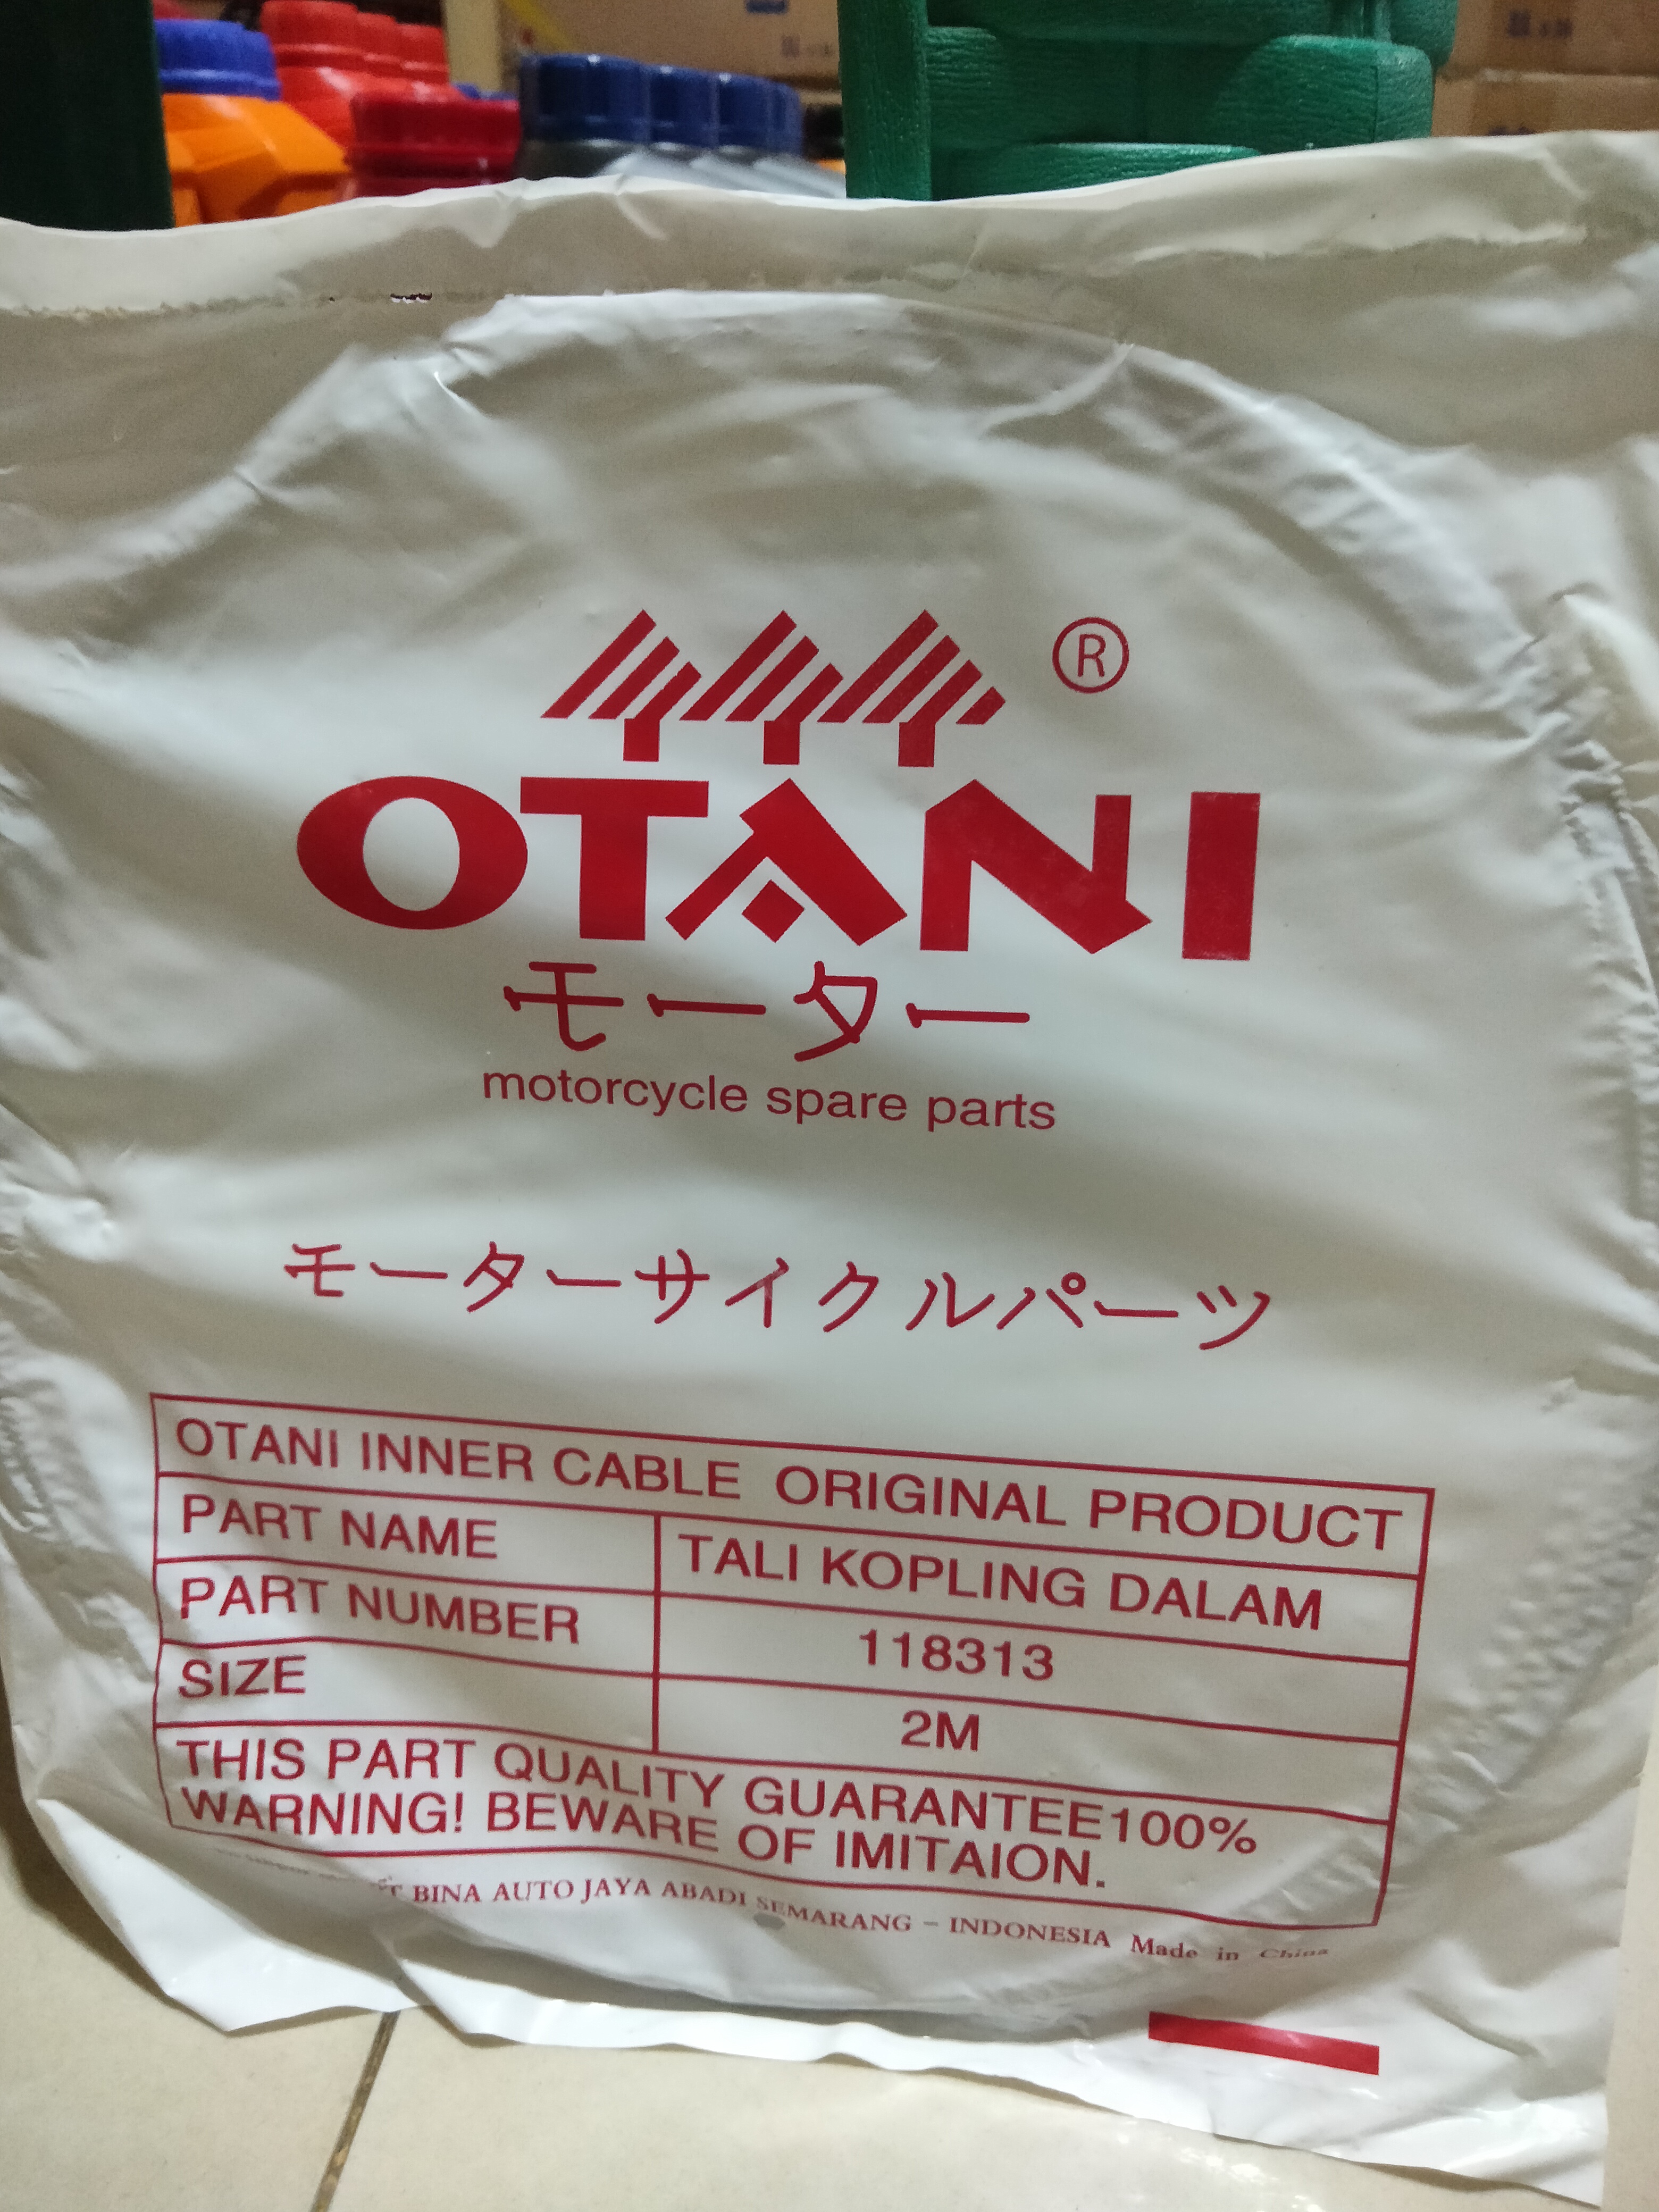 ®
OTANI
モーター
motorcycle spare parts
モーターサイクルパーツ
OTANI INNER CABLE ORIGINAL PRODUCT
PART NAME TALI KOPLING DALAM
PART NUMBER 118313
SIZE 2M
THIS PART QUALITY GUARANTEE100%
WARNING! BEWARE OF IMITAION.
BINA AUTO JAYA ABADI SEMARANG - INDONESIA Made in China